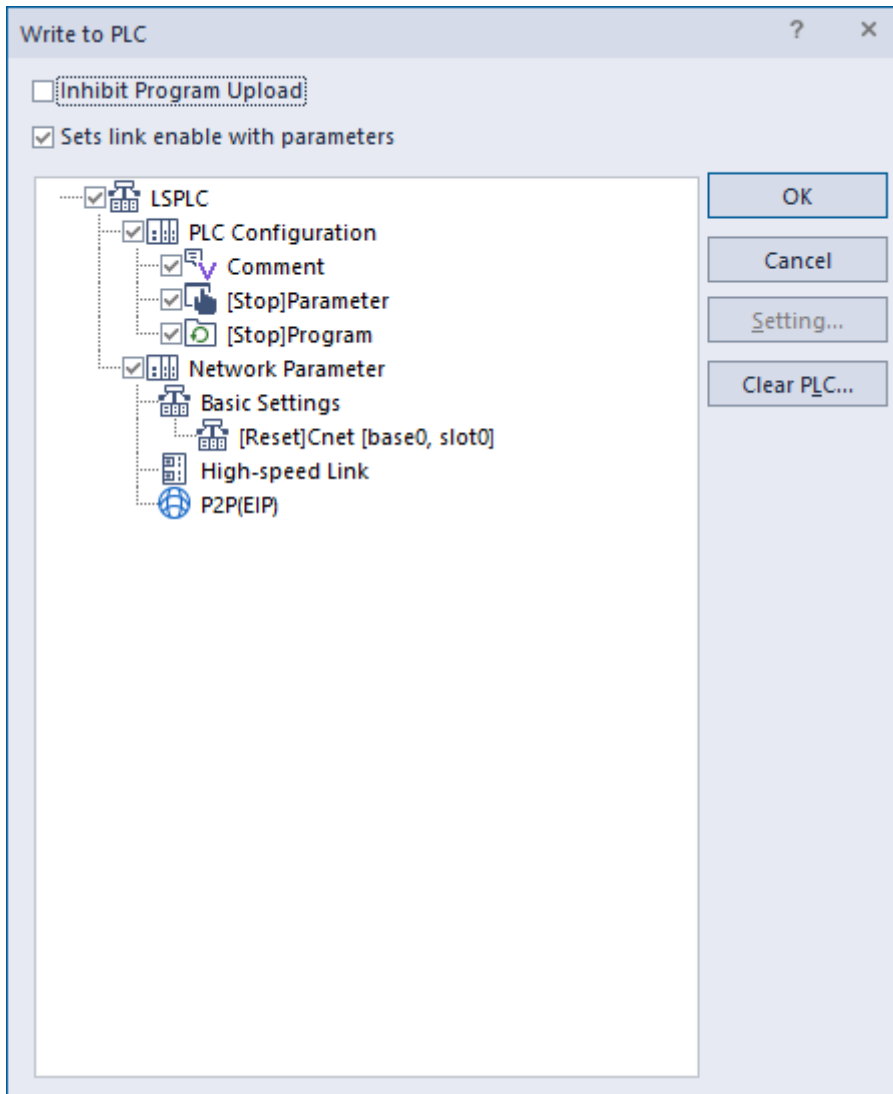 Write to PLC
Inhibit Program Upload
Sets link enable with parameters
LSPLC
PLC Configuration
Comment
[Stop]Parameter
[Stop]Program
Network Parameter
Basic Settings
[Reset]Cnet [base0, slot0]
High-speed Link
P2P(EIP)
OK
Cancel
Setting...
Clear PLC...